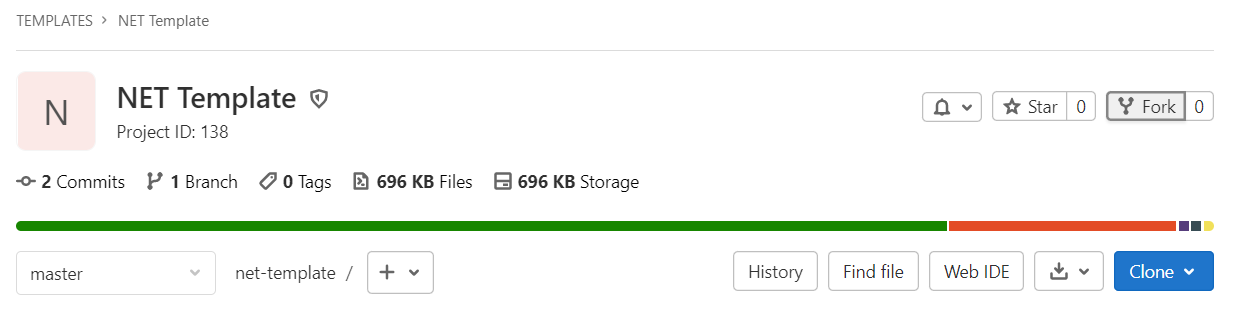 TEMPLATES > NET Template
N
NET Template
Project ID: 138
Star 0
Fork 0
2 Commits 1 Branch 0 Tags 696 KB Files 696 KB Storage
master net-template / + History Find file Web IDE Clone